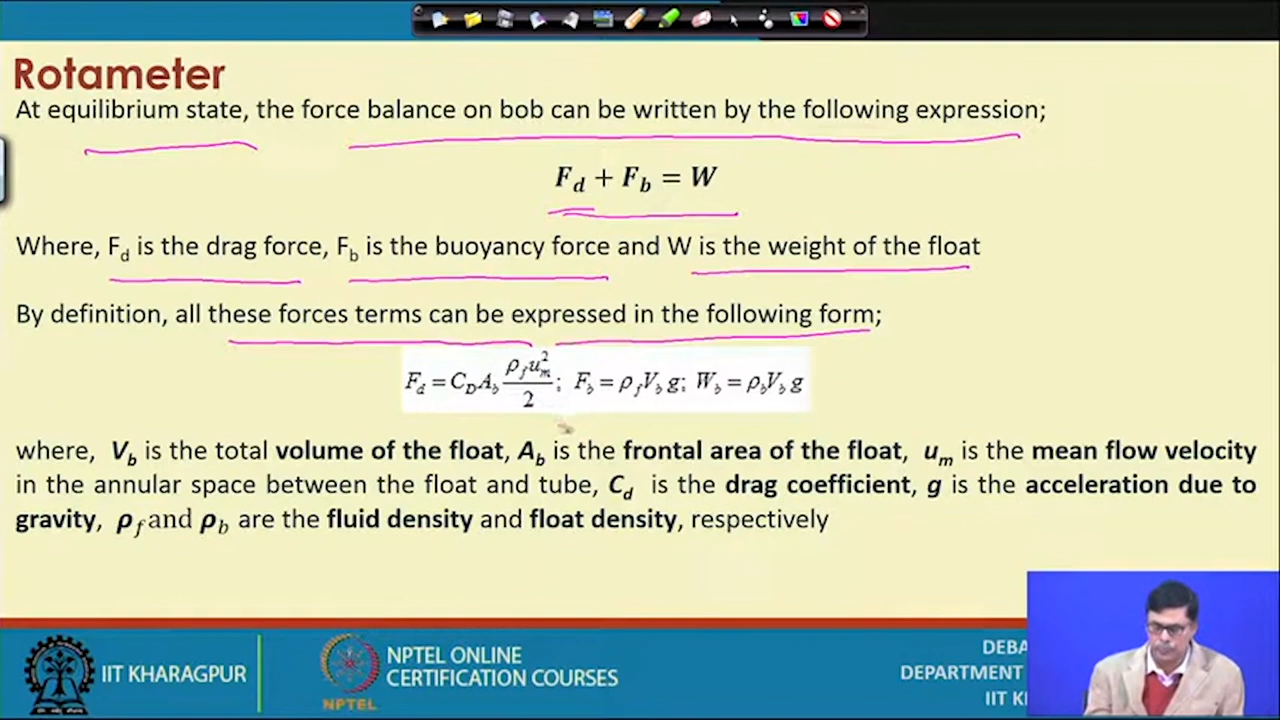 Rotameter
At equilibrium state, the force balance on bob can be written by the following expression;
F_d + F_b = W
Where, F_d is the drag force, F_b is the buoyancy force and W is the weight of the float
By definition, all these forces terms can be expressed in the following form;
F_d = C_D A_b ρ_f u_m^2 / 2 ; F_b = ρ_f V_b g; W_b = ρ_b V_b g
where, V_b is the total volume of the float, A_b is the frontal area of the float, u_m is the mean flow velocity
in the annular space between the float and tube, C_d is the drag coefficient, g is the acceleration due to
gravity, ρ_f and ρ_b are the fluid density and float density, respectively
IIT KHARAGPUR
NPTEL
NPTEL ONLINE
CERTIFICATION COURSES
DEBA
DEPARTMENT
IIT K